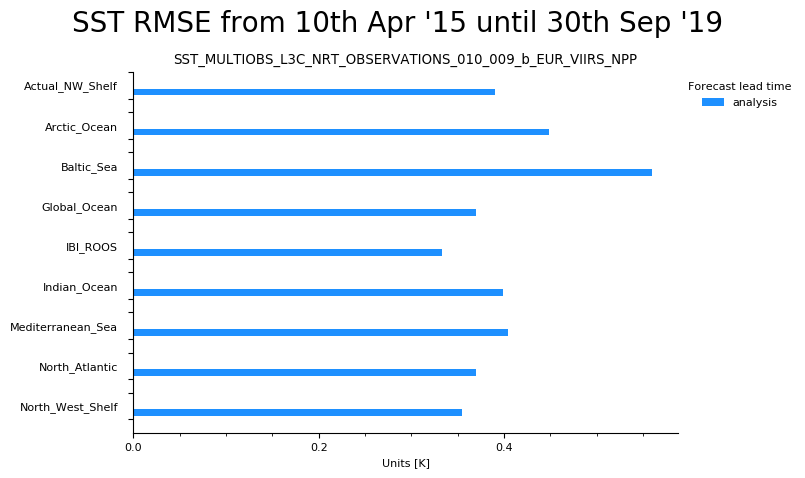 SST RMSE from 10th Apr '15 until 30th Sep '19
SST_MULTIOBS_L3C_NRT_OBSERVATIONS_010_009_b_EUR_VIIRS_NPP
Forecast lead time
analysis
Actual_NW_Shelf
Arctic_Ocean
Baltic_Sea
Global_Ocean
IBI_ROOS
Indian_Ocean
Mediterranean_Sea
North_Atlantic
North_West_Shelf
0.0 0.2 0.4
Units [K]